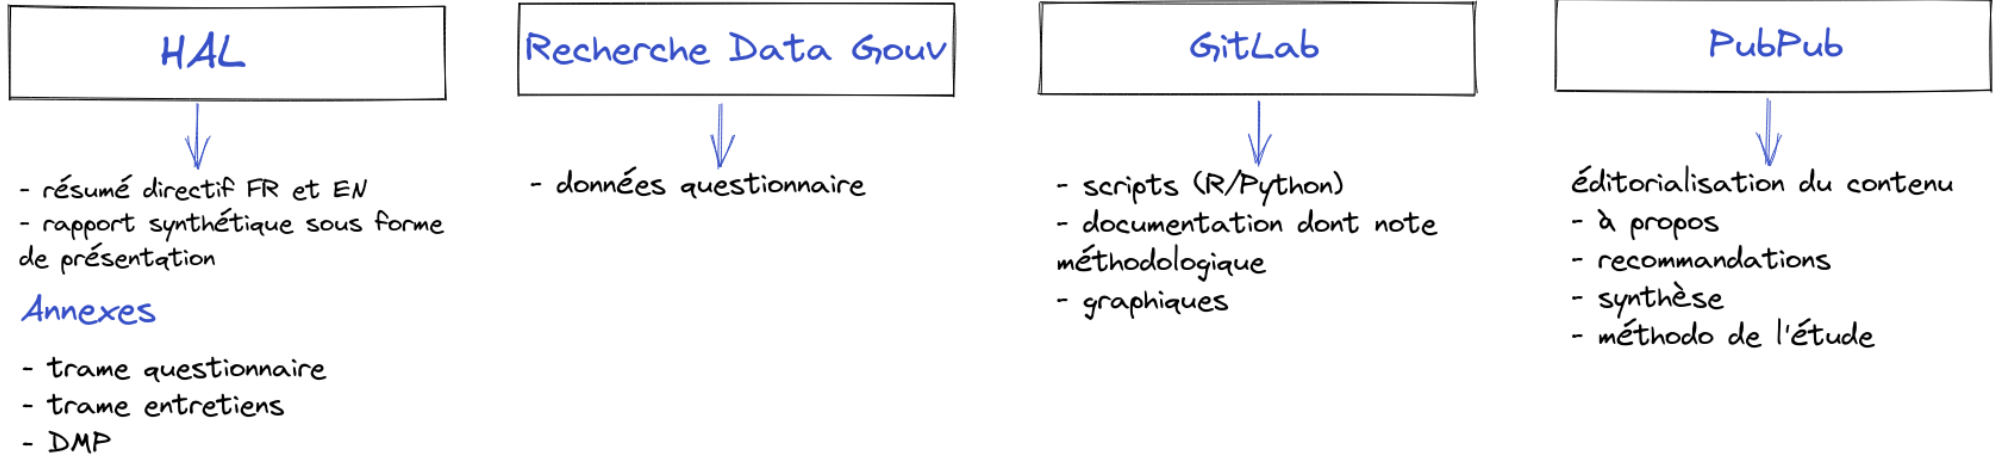 HAL
- résumé directif FR et EN
- rapport synthétique sous forme
de présentation
Annexes
- trame questionnaire
- trame entretiens
- DMP
Recherche Data Gouv
- données questionnaire
GitLab
- scripts (R/Python)
- documentation dont note
méthodologique
- graphiques
PubPub
éditorialisation du contenu
- à propos
- recommandations
- synthèse
- méthodo de l'étude